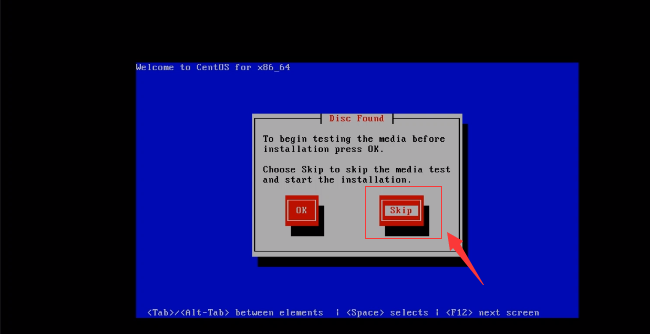 Welcome to CentOS for x86_64
Disc Found
To begin testing the media before
installation press OK.
Choose Skip to skip the media test
and start the installation.
OK Skip
<Tab>/<Alt-Tab> between elements | <Space> selects | <F12> next screen